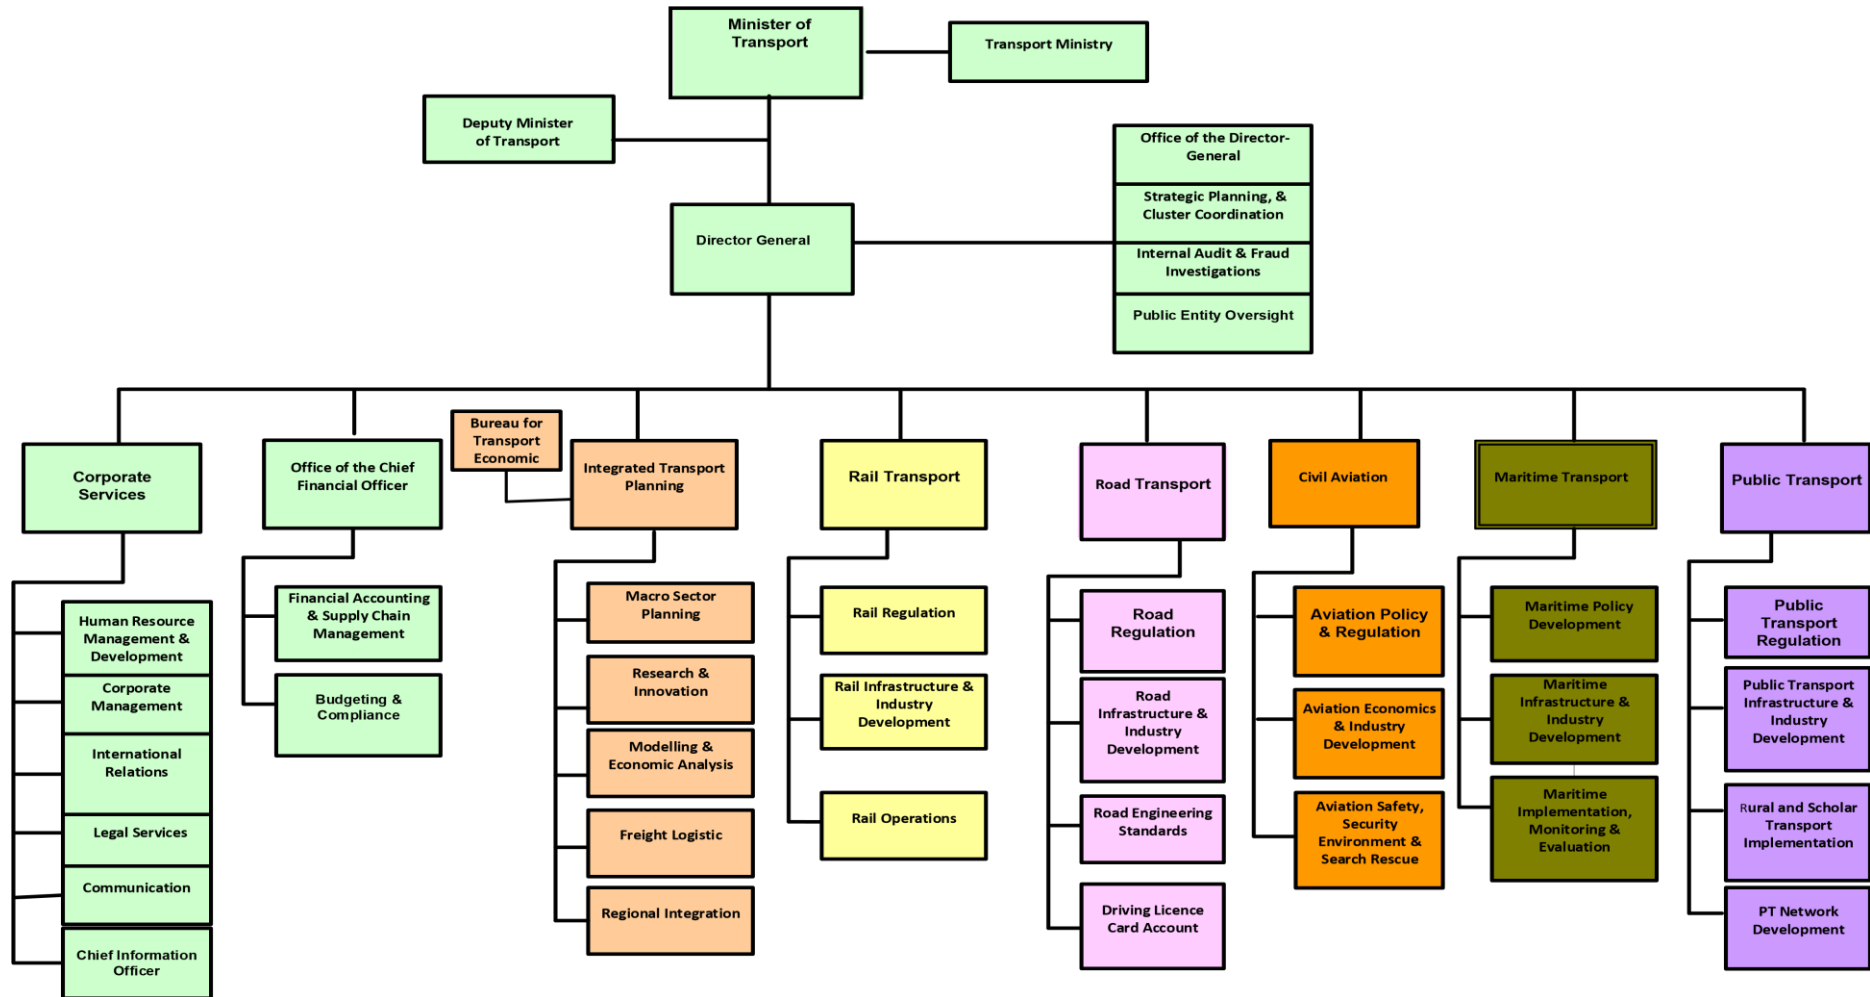 Minister of
Transport
Transport Ministry
Deputy Minister
of Transport
Office of the Director-
General
Strategic Planning, &
Cluster Coordination
Internal Audit & Fraud
Investigations
Public Entity Oversight
Director General
Corporate
Services
Human Resource
Management &
Development
Corporate
Management
International
Relations
Legal Services
Communication
Chief Information
Officer
Office of the Chief
Financial Officer
Financial Accounting
& Supply Chain
Management
Budgeting &
Compliance
Bureau for
Transport
Economic
Integrated Transport
Planning
Macro Sector
Planning
Research &
Innovation
Modelling &
Economic Analysis
Freight Logistic
Regional Integration
Rail Transport
Rail Regulation
Rail Infrastructure &
Industry
Development
Rail Operations
Road Transport
Road
Regulation
Road
Infrastructure &
Industry
Development
Road Engineering
Standards
Driving Licence
Card Account
Civil Aviation
Aviation Policy
& Regulation
Aviation Economics
& Industry
Development
Aviation Safety,
Security
Environment &
Search Rescue
Maritime Transport
Maritime Policy
Development
Maritime
Infrastructure &
Industry
Development
Maritime
Implementation,
Monitoring &
Evaluation
Public Transport
Public
Transport
Regulation
Public Transport
Infrastructure &
Industry
Development
Rural and Scholar
Transport
Implementation
PT Network
Development